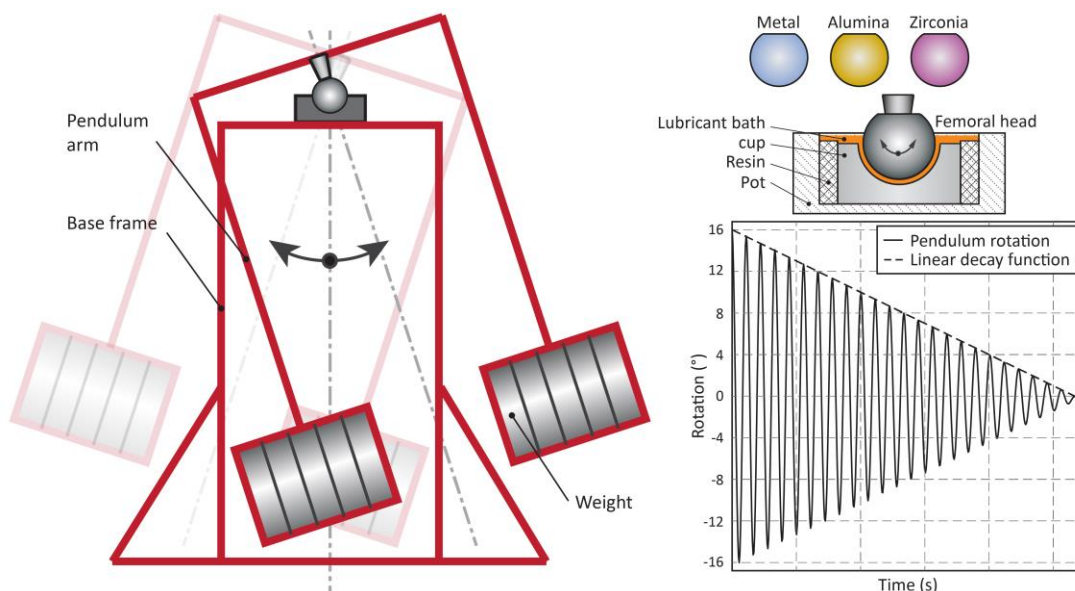 Pendulum
arm
Base frame
Weight
Metal Alumina Zirconia
Lubricant bath
Femoral head
cup
Resin
Pot
16
12
8
4
0
-4
-8
-12
-16
Rotation (°)
Pendulum rotation
Linear decay function
Time (s)